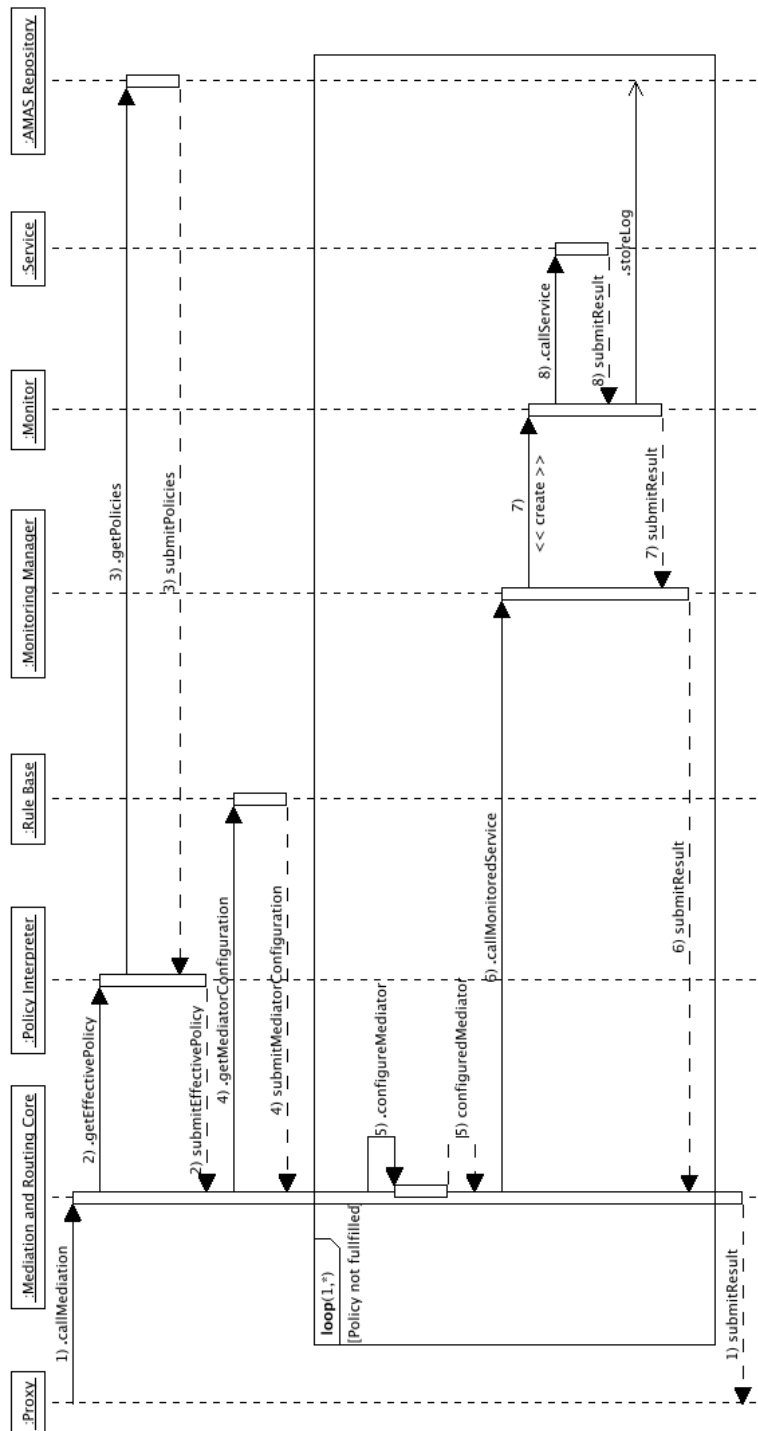 :Proxy
:Mediation and Routing Core
:Policy Interpreter
:Rule Base
:Monitoring Manager
:Monitor
:Service
:AMAS Repository
1) .callMediation
2) .getEffectivePolicy
3) .getPolicies
3) submitPolicies
2) submitEffectivePolicy
4) .getMediatorConfiguration
4) submitMediatorConfiguration
loop(1,*)
[Policy not fullfilled]
5) .configureMediator
5) configuredMediator
6) .callMonitoredService
7)
<< create >>
8) .callService
8) submitResult
.storeLog
7) submitResult
6) submitResult
1) submitResult